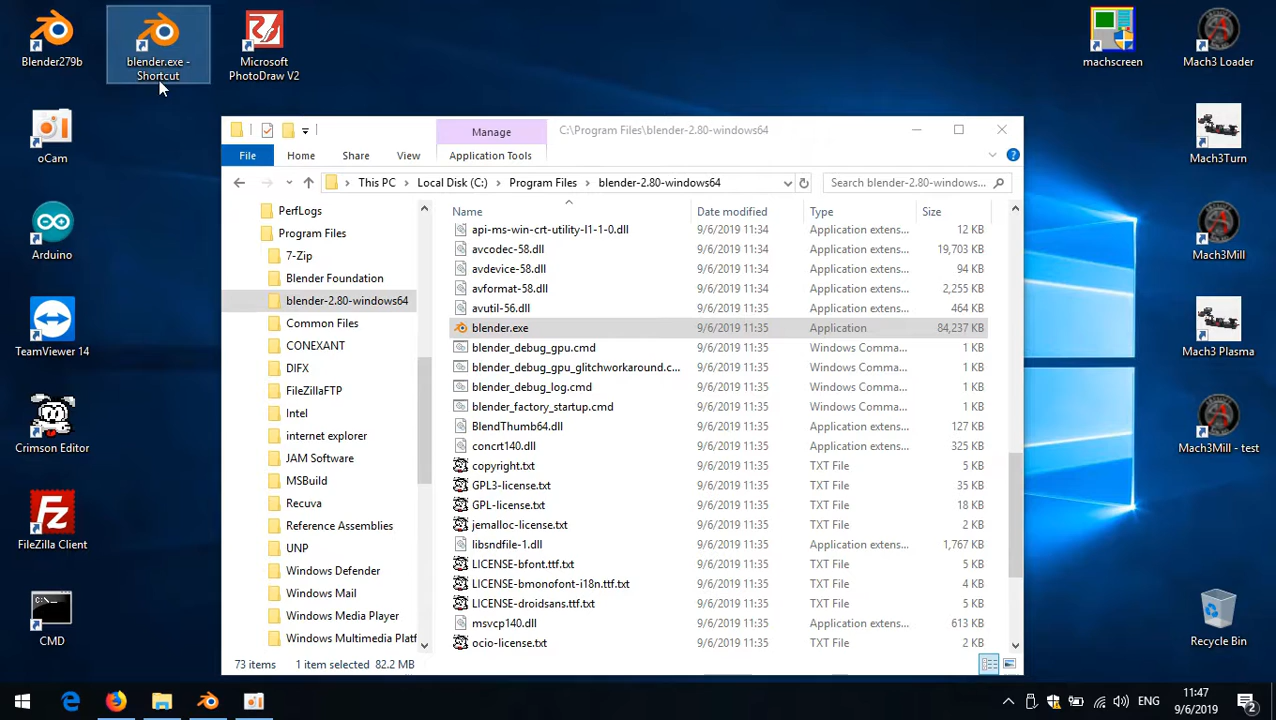 Blender279b
blender.exe -
Shortcut
Microsoft
PhotoDraw V2
machscreen
Mach3 Loader
oCam
Mach3Turn
Arduino
Mach3Mill
TeamViewer 14
Mach3 Plasma
Crimson Editor
Mach3Mill - test
FileZilla Client
CMD
Recycle Bin
Manage
C:\Program Files\blender-2.80-windows64
File
Home
Share
View
Application Tools
This PC
Local Disk (C:)
Program Files
blender-2.80-windows64
Search blender-2.80-windows...
PerfLogs
Program Files
7-Zip
Blender Foundation
blender-2.80-windows64
Common Files
CONEXANT
DIFX
FileZillaFTP
Intel
internet explorer
JAM Software
MSBuild
Recuva
Reference Assemblies
UNP
Windows Defender
Windows Mail
Windows Media Player
Windows Multimedia Platf
Name Date modified Type Size
api-ms-win-crt-utility-l1-1-0.dll 9/6/2019 11:34 Application extens... 12 KB
avcodec-58.dll 9/6/2019 11:34 Application extens... 19,703 KB
avdevice-58.dll 9/6/2019 11:34 Application extens... 94 KB
avformat-58.dll 9/6/2019 11:34 Application extens... 2,255 KB
avutil-56.dll 9/6/2019 11:34 Application extens... 464 KB
blender.exe 9/6/2019 11:35 Application 84,237 KB
blender_debug_gpu.cmd 9/6/2019 11:35 Windows Comma... 1 KB
blender_debug_gpu_glitchworkaround.c... 9/6/2019 11:35 Windows Comma... 1 KB
blender_debug_log.cmd 9/6/2019 11:35 Windows Comma... 1 KB
blender_factory_startup.cmd 9/6/2019 11:35 Windows Comma... 1 KB
BlendThumb64.dll 9/6/2019 11:35 Application extens... 127 KB
concrt140.dll 9/6/2019 11:35 Application extens... 325 KB
copyright.txt 9/6/2019 11:35 TXT File 5 KB
GPL3-license.txt 9/6/2019 11:35 TXT File 35 KB
GPL-license.txt 9/6/2019 11:35 TXT File 18 KB
jemalloc-license.txt 9/6/2019 11:35 TXT File 2 KB
libsndfile-1.dll 9/6/2019 11:35 Application extens... 1,767 KB
LICENSE-bfont.ttf.txt 9/6/2019 11:35 TXT File 5 KB
LICENSE-bmonofont-i18n.ttf.txt 9/6/2019 11:35 TXT File 4 KB
LICENSE-droidsans.ttf.txt 9/6/2019 11:35 TXT File 5 KB
msvcp140.dll 9/6/2019 11:35 Application extens... 613 KB
ocio-license.txt 9/6/2019 11:35 TXT File 2 KB
73 items 1 item selected 82.2 MB
ENG
11:47
9/6/2019
2